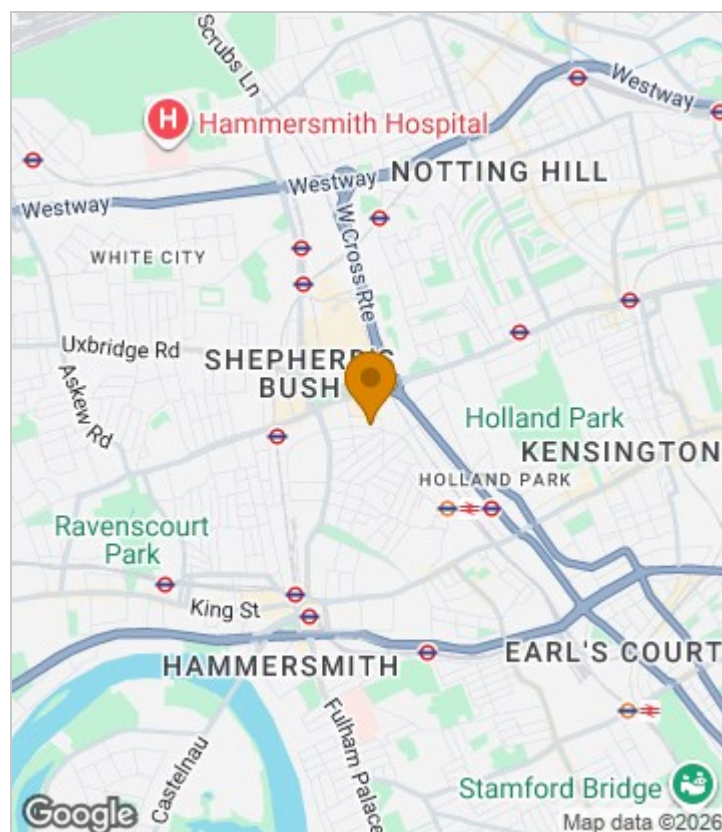 Scrubs Ln
Westway
H
Hammersmith Hospital
NOTTING HILL
Westway
Westway
W Cross Rte
WHITE CITY
Uxbridge Rd
SHEPHERD'S
BUSH
Askew Rd
Holland Park
KENSINGTON
HOLLAND PARK
Ravenscourt
Park
King St
HAMMERSMITH
EARL'S COURT
Castelnau
Fulham Palace
Stamford Bridge
Google
Map data ©2026